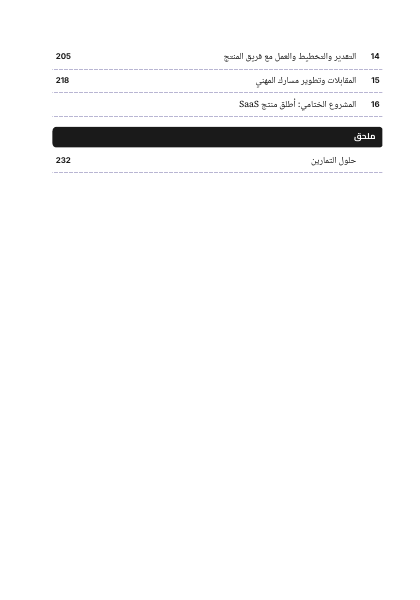 14 التقدير والتخطيط والعمل مع فريق المنتج 205
15 المقابلات وتطوير مسارك المهني 218
16 المشروع الختامي: أطلق منتج SaaS
ملحق
حلول التمارين 232